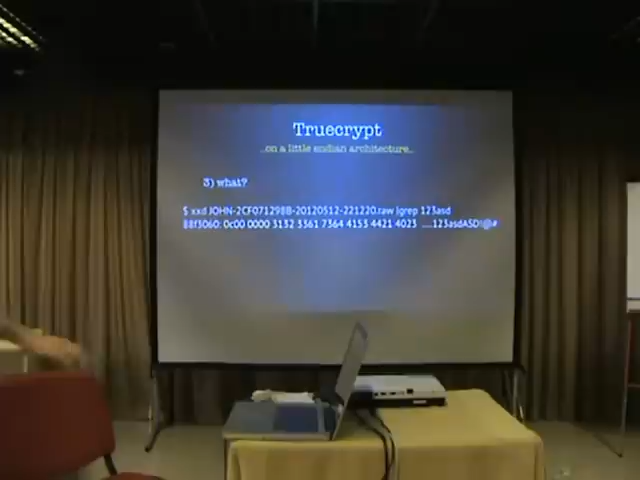 Truecrypt
..on a little endian architecture..
3) what?
$ xxd JOHN-2CF071298B-20120512-221220.raw |grep 123asd
88f3060: 0c00 0000 3132 3361 7364 4153 4421 4023 ....123asdASD!@#